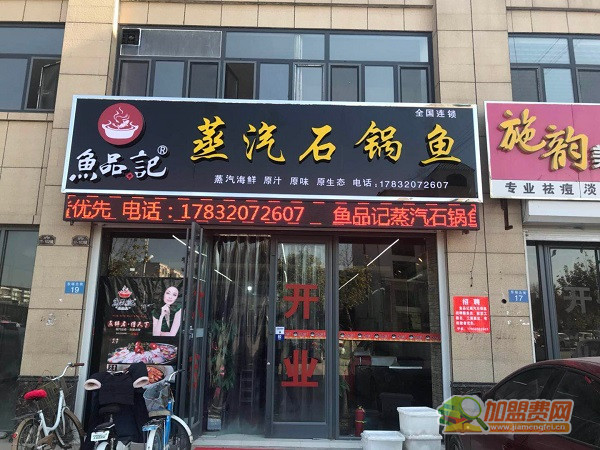 全国连锁
魚品記®
蒸汽石锅鱼
蒸汽海鲜 原汁 原味 原生态 电话:17832072607
优先 电话:17832072607 鱼品记蒸汽石锅鱼
施韵
专业祛痘 淡
19
17
开业
招聘
加盟费网
www.jiamengfei.cn